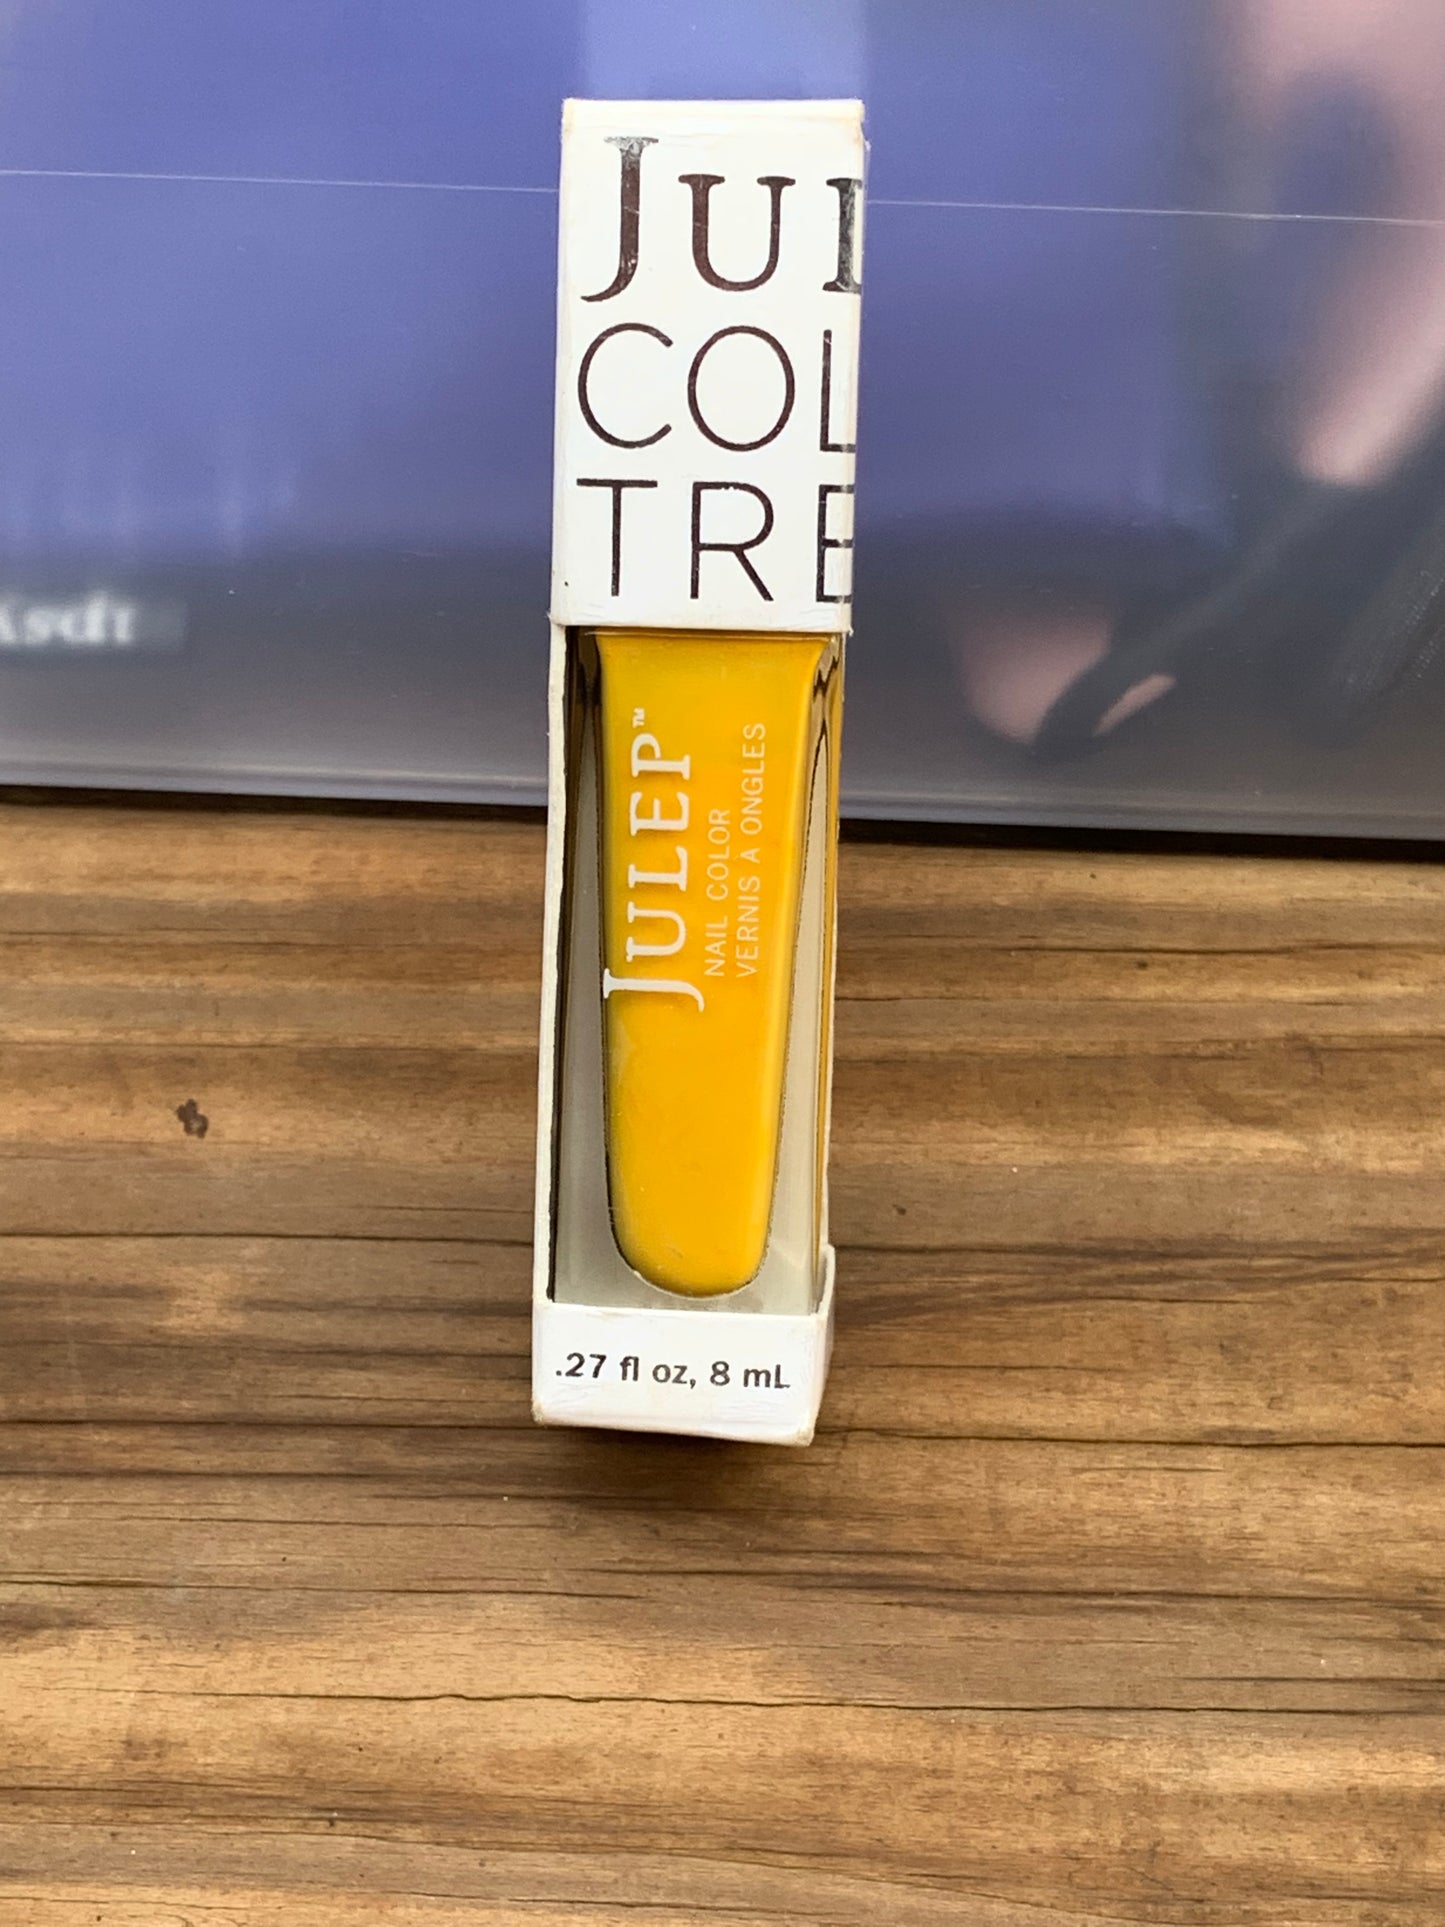 JUL
COL
TRE
JULEP™
NAIL COLOR
VERNIS À ONGLES
.27 fl oz, 8 mL